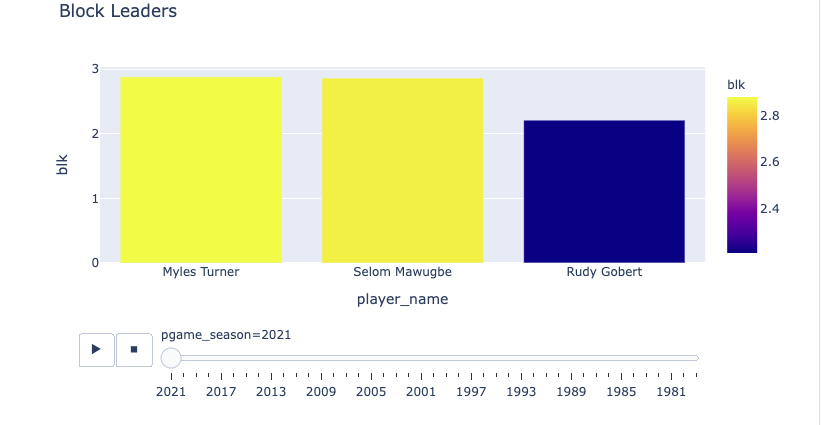 Block Leaders
3
2
1
0
blk
Myles Turner Selom Mawugbe Rudy Gobert
player_name
blk
2.8
2.6
2.4
pgame_season=2021
2021 2017 2013 2009 2005 2001 1997 1993 1989 1985 1981